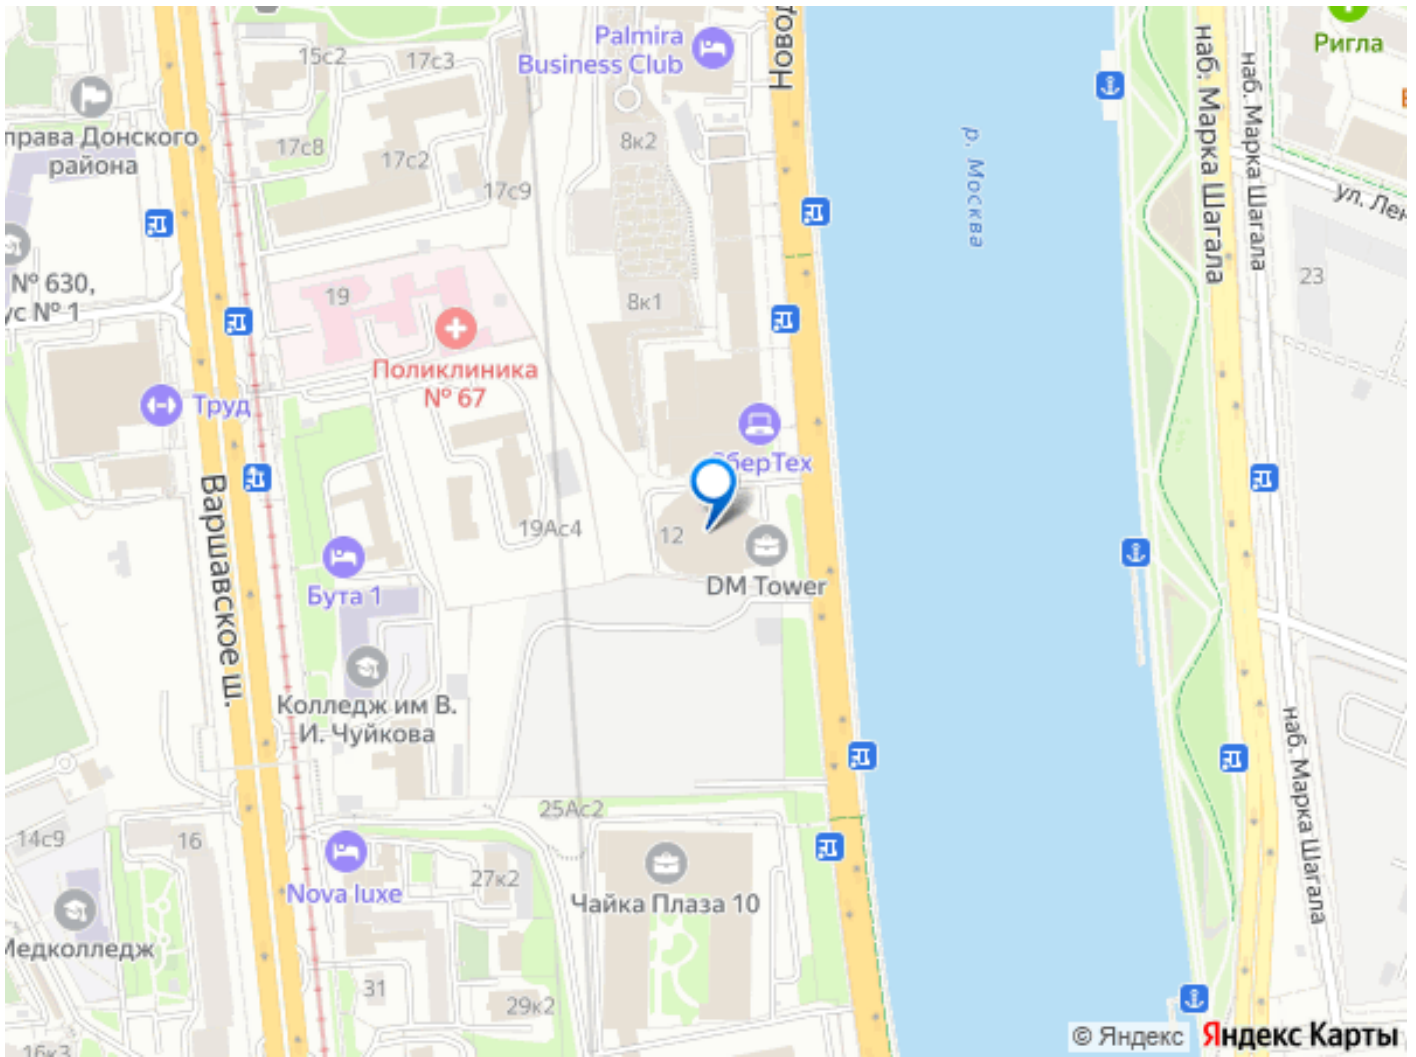 Palmira
Business Club
Новод
Ригла
15с2
17с3
права Донского
района
17с8
17с2
17с9
8к2
р. Москва
наб. Марка Шагала
наб. Марка Шагала
ул. Лен
№ 630,
ус № 1
19
8к1
23
Поликлиника
№ 67
Труд
берТех
Варшавское ш.
19Ас4
12
DM Tower
Бута 1
Колледж им В.
И. Чуйкова
наб. Марка Шагала
25Ас2
14с9
16
Nova luxe
27к2
Чайка Плаза 10
Медколледж
31
29к2
16к3
© Яндекс
Яндекс Карты